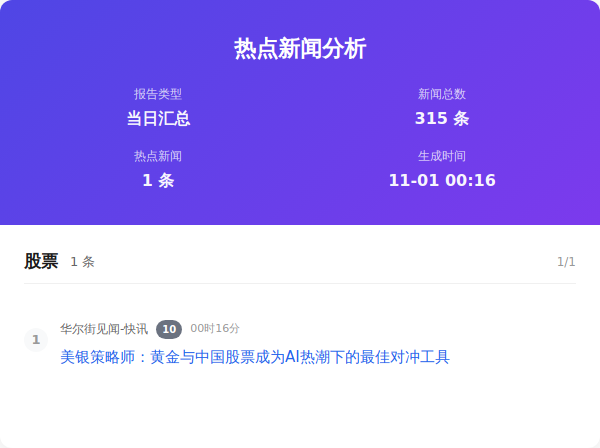 热点新闻分析
报告类型
新闻总数
当日汇总
315 条
热点新闻
生成时间
1 条
11-01 00:16
股票 1 条 1/1
华尔街见闻-快讯 10 00时16分
1
美银策略师：黄金与中国股票成为AI热潮下的最佳对冲工具